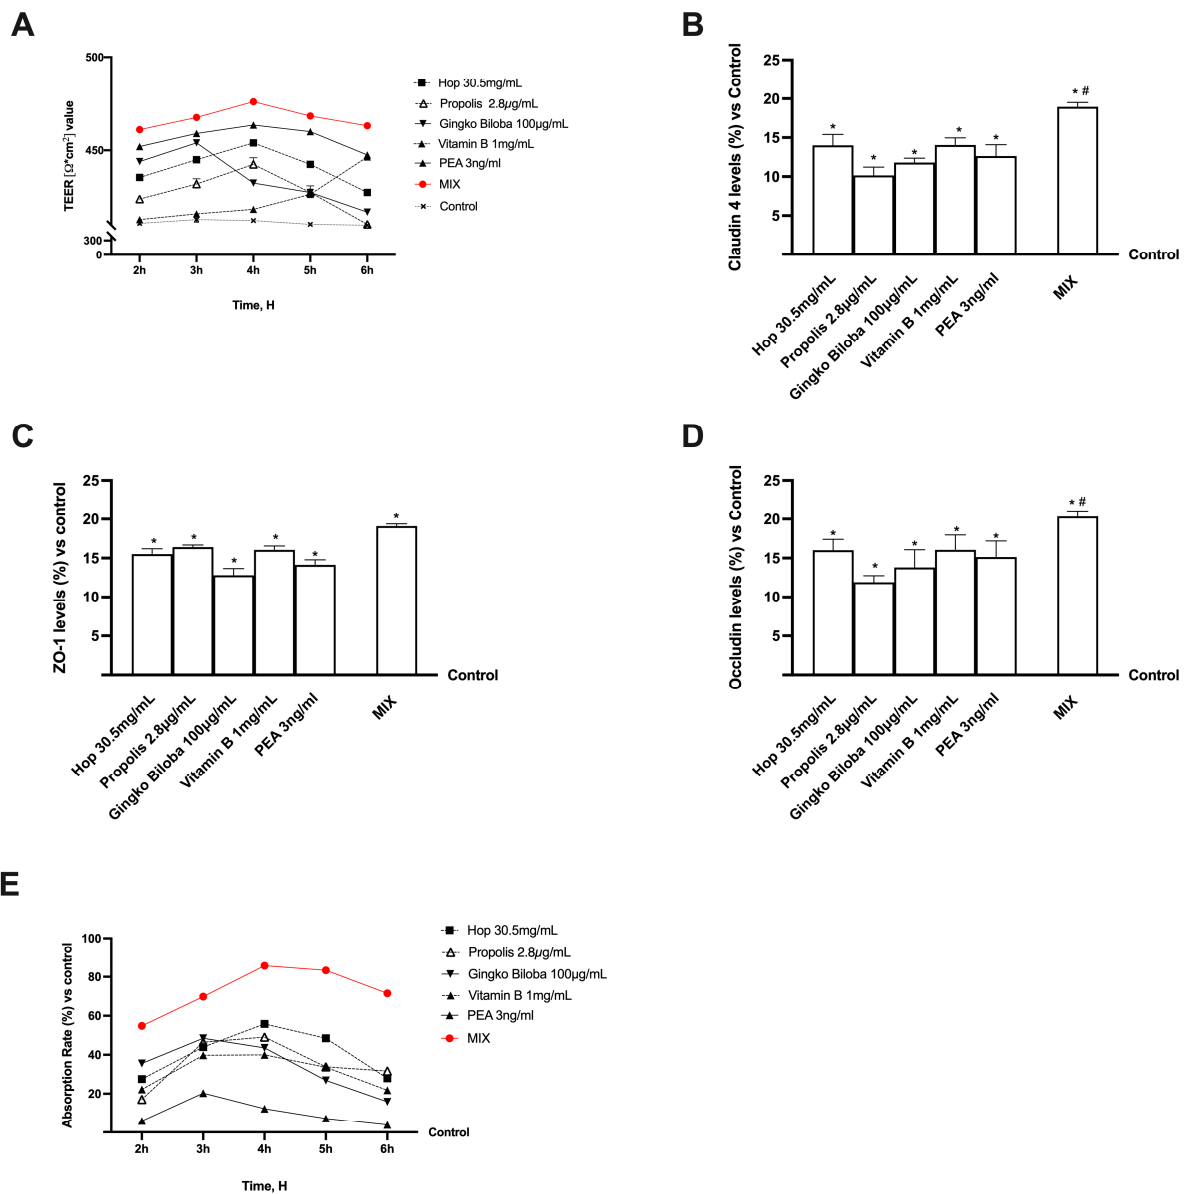 A
TEER [Ω*cm²] value
500
450
300
0
2h 3h 4h 5h 6h
Time, H
Hop 30.5mg/mL
Propolis 2.8µg/mL
Gingko Biloba 100µg/mL
Vitamin B 1mg/mL
PEA 3ng/ml
MIX
Control
B
Claudin 4 levels (%) vs Control
25
20
15
10
5
* * * * * * #
Control
Hop 30.5mg/mL
Propolis 2.8µg/mL
Gingko Biloba 100µg/mL
Vitamin B 1mg/mL
PEA 3ng/ml
MIX
C
ZO-1 levels (%) vs control
25
20
15
10
5
* * * * * *
Control
Hop 30.5mg/mL
Propolis 2.8µg/mL
Gingko Biloba 100µg/mL
Vitamin B 1mg/mL
PEA 3ng/ml
MIX
D
Occludin levels (%) vs Control
25
20
15
10
5
* * * * * * #
Control
Hop 30.5mg/mL
Propolis 2.8µg/mL
Gingko Biloba 100µg/mL
Vitamin B 1mg/mL
PEA 3ng/ml
MIX
E
Absorption Rate (%) vs control
100
80
60
40
20
Control
2h 3h 4h 5h 6h
Time, H
Hop 30.5mg/mL
Propolis 2.8µg/mL
Gingko Biloba 100µg/mL
Vitamin B 1mg/mL
PEA 3ng/ml
MIX